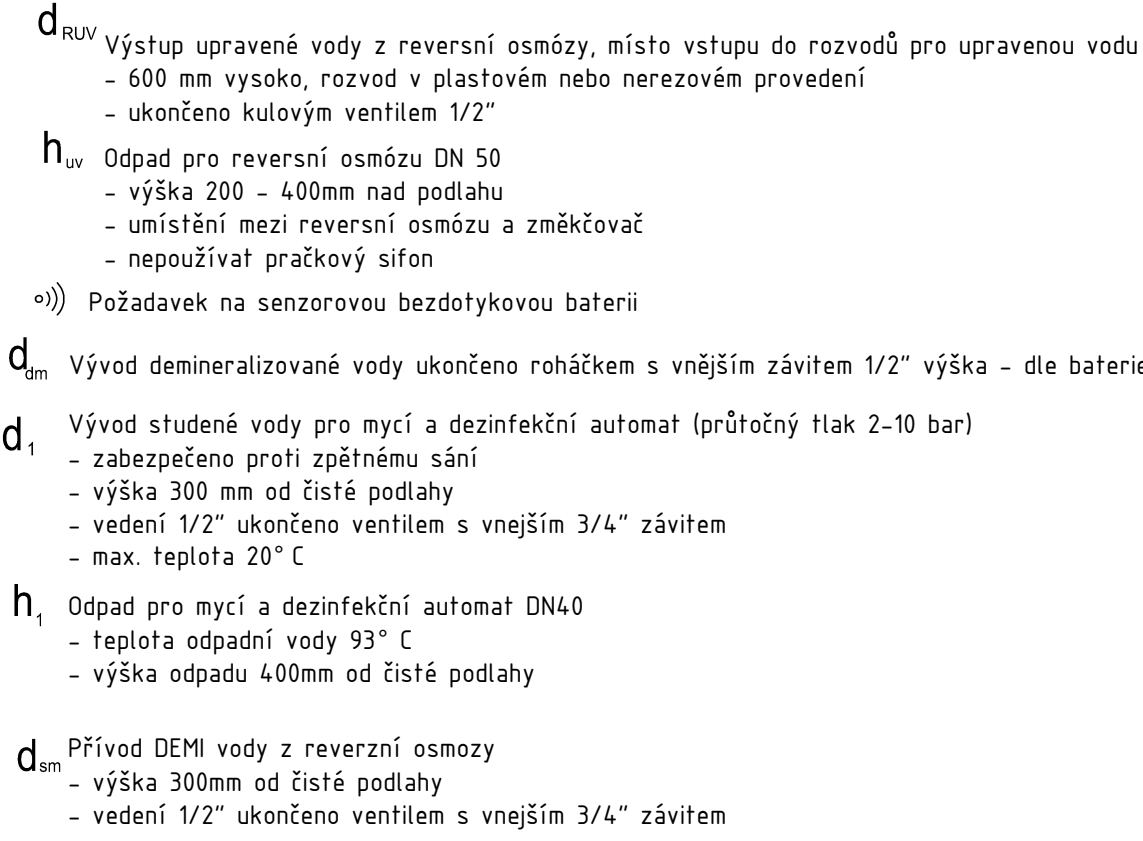 d RUV Výstup upravené vody z reversní osmózy, místo vstupu do rozvodů pro upravenou vodu
- 600 mm vysoko, rozvod v plastovém nebo nerezovém provedení
- ukončeno kulovým ventilem 1/2"
h uv Odpad pro reversní osmózu DN 50
- výška 200 - 400mm nad podlahu
- umístění mezi reversní osmózu a změkčovač
- nepoužívat pračkový sifon
Požadavek na senzorovou bezdotykovou baterii
d dm Vývod demineralizované vody ukončeno roháčkem s vnějším závitem 1/2" výška - dle baterie
d 1 Vývod studené vody pro mycí a dezinfekční automat (průtočný tlak 2-10 bar)
- zabezpečeno proti zpětnému sání
- výška 300 mm od čisté podlahy
- vedení 1/2" ukončeno ventilem s vnejším 3/4" závitem
- max. teplota 20° C
h 1 Odpad pro mycí a dezinfekční automat DN40
- teplota odpadní vody 93° C
- výška odpadu 400mm od čisté podlahy
d sm Přívod DEMI vody z reverzní osmozy
- výška 300mm od čisté podlahy
- vedení 1/2" ukončeno ventilem s vnejším 3/4" závitem